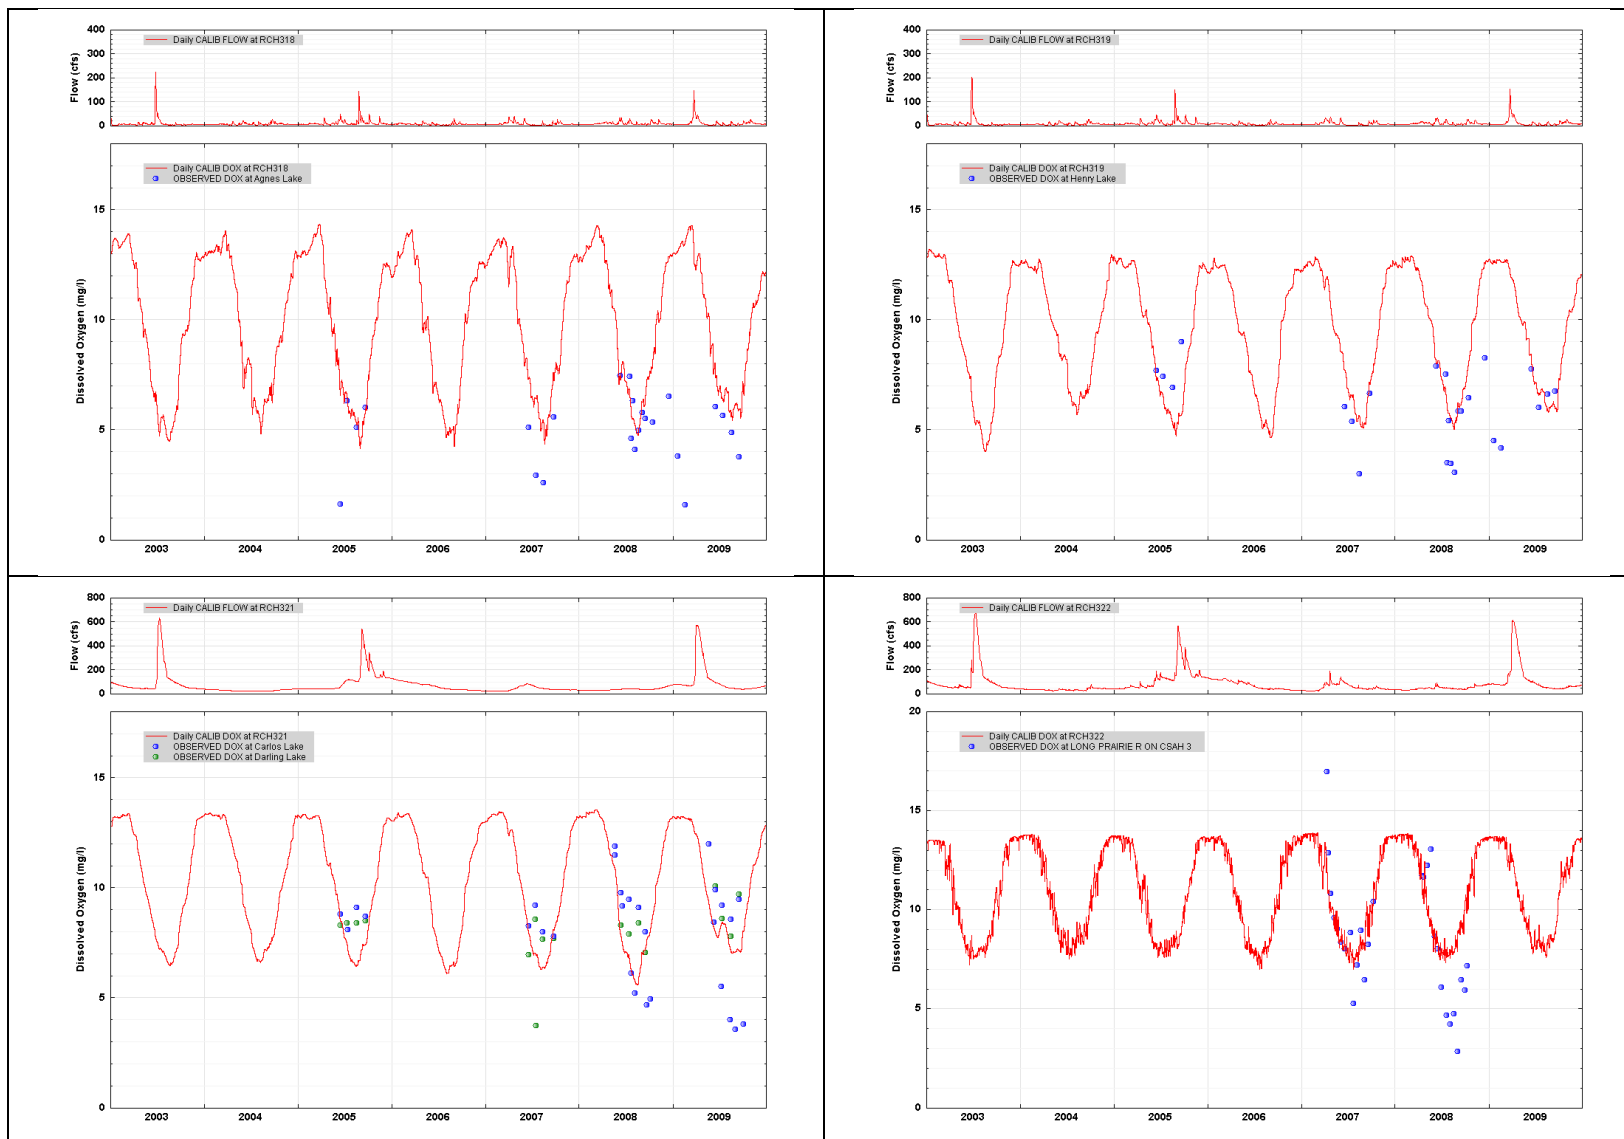 400
300
200
100
0
Flow (cfs)
Daily CALIB FLOW at RCH318
15
10
5
0
Dissolved Oxygen (mg/l)
Daily CALIB DOX at RCH318
OBSERVED DOX at Agnes Lake
2003 2004 2005 2006 2007 2008 2009
400
300
200
100
0
Flow (cfs)
Daily CALIB FLOW at RCH319
15
10
5
0
Dissolved Oxygen (mg/l)
Daily CALIB DOX at RCH319
OBSERVED DOX at Henry Lake
2003 2004 2005 2006 2007 2008 2009
800
600
400
200
0
Flow (cfs)
Daily CALIB FLOW at RCH321
15
10
5
0
Dissolved Oxygen (mg/l)
Daily CALIB DOX at RCH321
OBSERVED DOX at Carlos Lake
OBSERVED DOX at Darling Lake
2003 2004 2005 2006 2007 2008 2009
800
600
400
200
0
Flow (cfs)
Daily CALIB FLOW at RCH322
20
15
10
5
0
Dissolved Oxygen (mg/l)
Daily CALIB DOX at RCH322
OBSERVED DOX at LONG PRAIRIE R ON CSAH 3
2003 2004 2005 2006 2007 2008 2009